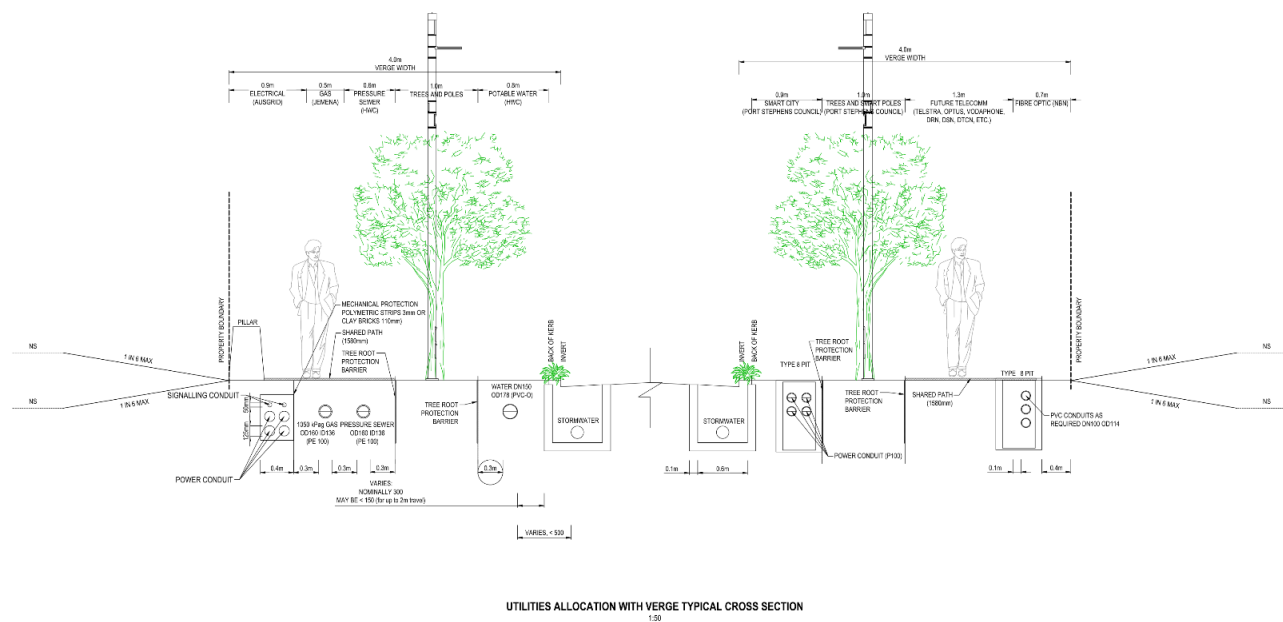 4.0m
VERGE WIDTH
0.9m
ELECTRICAL
(AUSGRID)
0.5m
GAS
(JEMENA)
0.6m
PRESSURE
SEWER
(HWC)
1.0m
TREES AND POLES
0.8m
POTABLE WATER
(HWC)
4.0m
VERGE WIDTH
0.9m
SMART CITY
(PORT STEPHENS COUNCIL)
1.0m
TREES AND SMART POLES
(PORT STEPHENS COUNCIL)
1.3m
FUTURE TELECOMM
(TELSTRA, OPTUS, VODAPHONE,
DRN, DSN, DTCN, ETC.)
0.7m
FIBRE OPTIC (NBN)
PROPERTY BOUNDARY
PILLAR
MECHANICAL PROTECTION
POLYMETRIC STRIPS 3mm OR
CLAY BRICKS 110mm)
SHARED PATH
(1580mm)
TREE ROOT
PROTECTION
BARRIER
BACK OF KERB
INVERT
INVERT
BACK OF KERB
TREE ROOT
PROTECTION
BARRIER
TYPE 8 PIT
PROPERTY BOUNDARY
NS
1 IN 6 MAX
NS
1 IN 6 MAX
SIGNALLING CONDUIT
50mm
125mm
1050 kPag GAS
OD160 ID136
(PE 100)
PRESSURE SEWER
OD160 ID136
(PE 100)
TREE ROOT
PROTECTION
BARRIER
WATER DN150
OD178 (PVC-O)
STORMWATER
STORMWATER
TREE ROOT
PROTECTION
BARRIER
SHARED PATH
(1580mm)
TYPE 8 PIT
PVC CONDUITS AS
REQUIRED DN100 OD114
POWER CONDUIT (P100)
1 IN 6 MAX
NS
1 IN 6 MAX
NS
POWER CONDUIT
0.4m
0.3m
0.3m
0.3m
0.3m
0.1m
0.6m
0.1m
0.4m
VARIES:
NOMINALLY 300
MAY BE < 150 (for up to 2m travel)
VARIES, < 500
UTILITIES ALLOCATION WITH VERGE TYPICAL CROSS SECTION
1:50